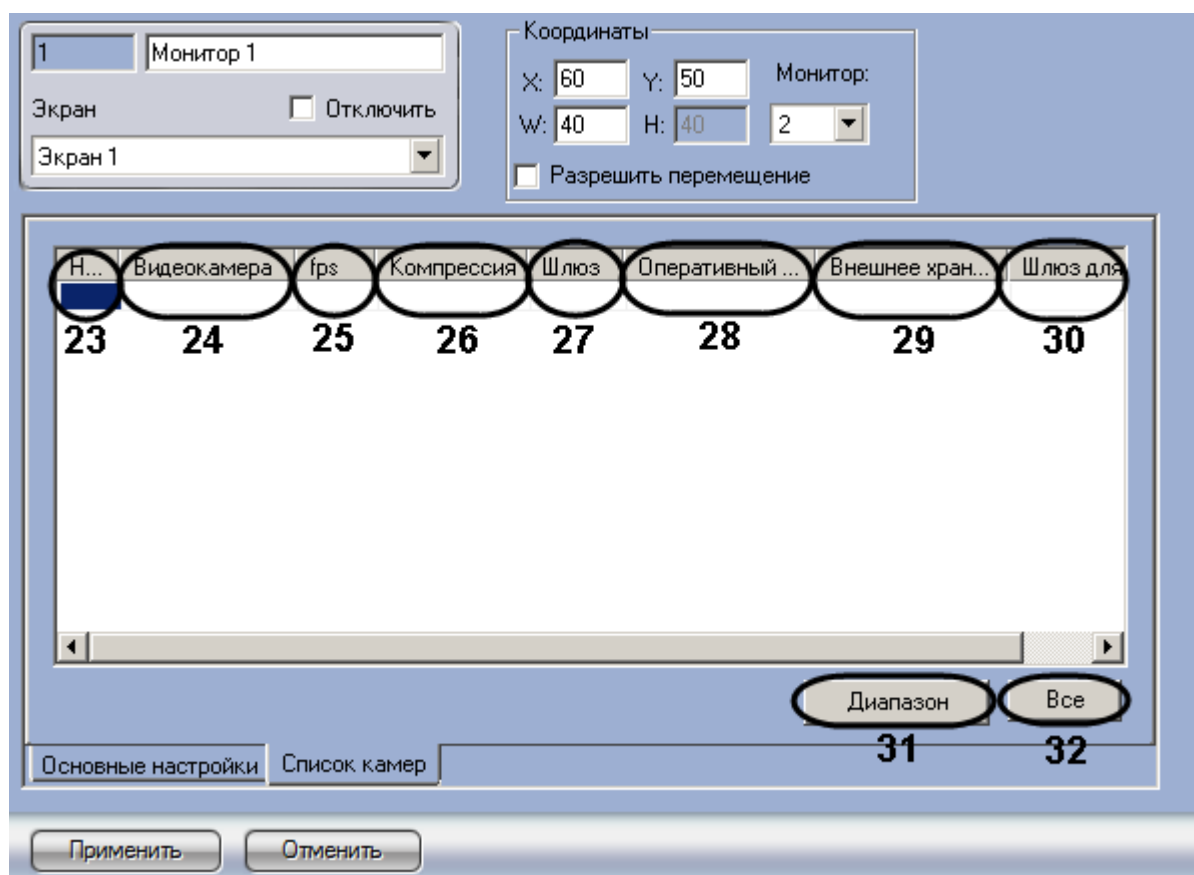 1 Монитор 1
Экран Отключить
Экран 1
Координаты
X: 60 Y: 50 Монитор:
W: 40 H: 40 2
Разрешить перемещение
Н... Видеокамера fps Компрессия Шлюз Оперативный ... Внешнее хран... Шлюз для
23 24 25 26 27 28 29 30
Диапазон Все
31 32
Основные настройки Список камер
Применить Отменить